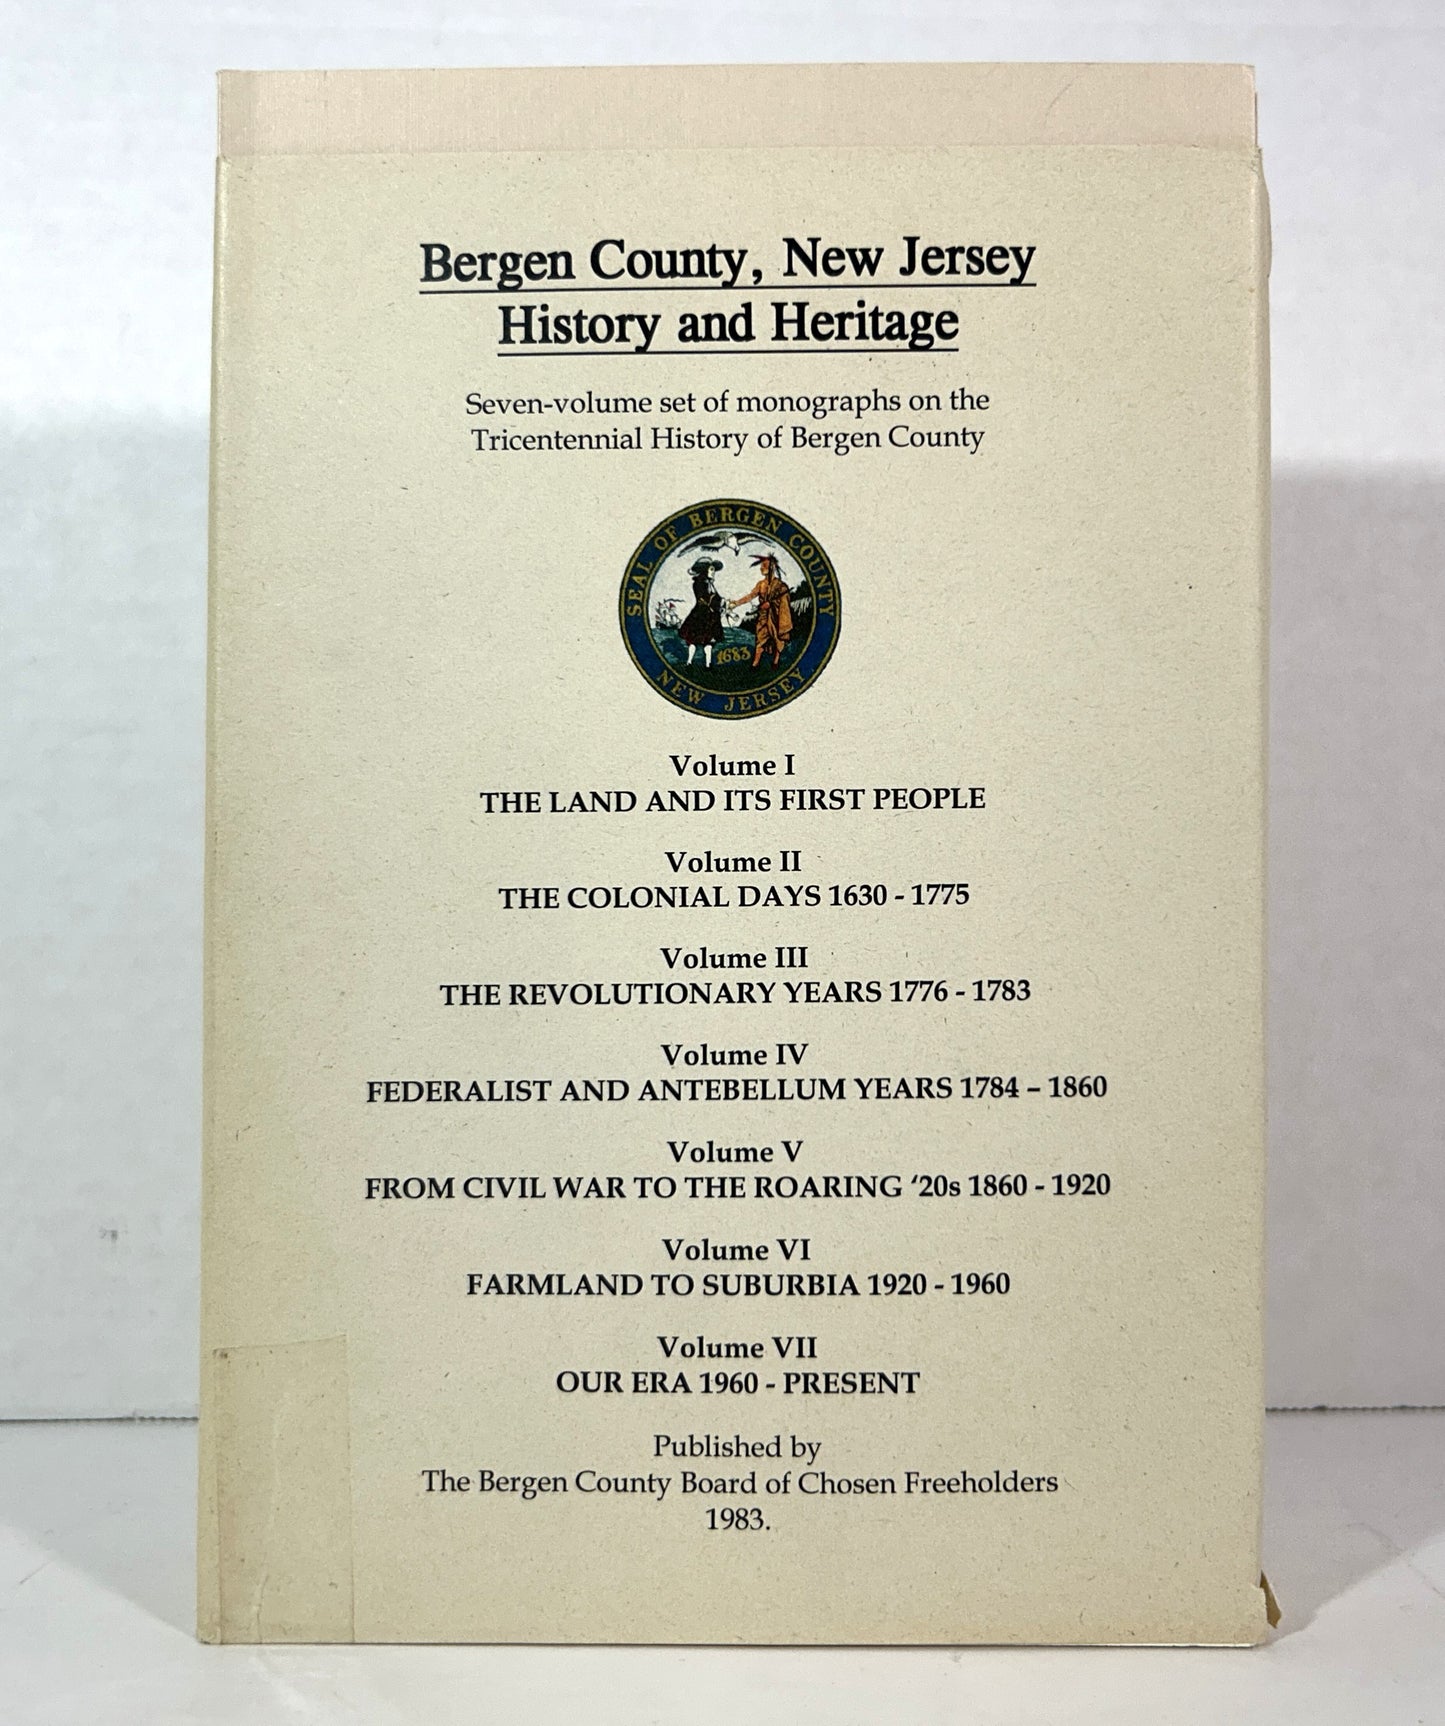 Bergen County, New Jersey
History and Heritage
Seven-volume set of monographs on the
Tricentennial History of Bergen County
SEAL OF BERGEN COUNTY
1683
NEW JERSEY
Volume I
THE LAND AND ITS FIRST PEOPLE
Volume II
THE COLONIAL DAYS 1630 - 1775
Volume III
THE REVOLUTIONARY YEARS 1776 - 1783
Volume IV
FEDERALIST AND ANTEBELLUM YEARS 1784 – 1860
Volume V
FROM CIVIL WAR TO THE ROARING ‘20s 1860 - 1920
Volume VI
FARMLAND TO SUBURBIA 1920 - 1960
Volume VII
OUR ERA 1960 - PRESENT
Published by
The Bergen County Board of Chosen Freeholders
1983.